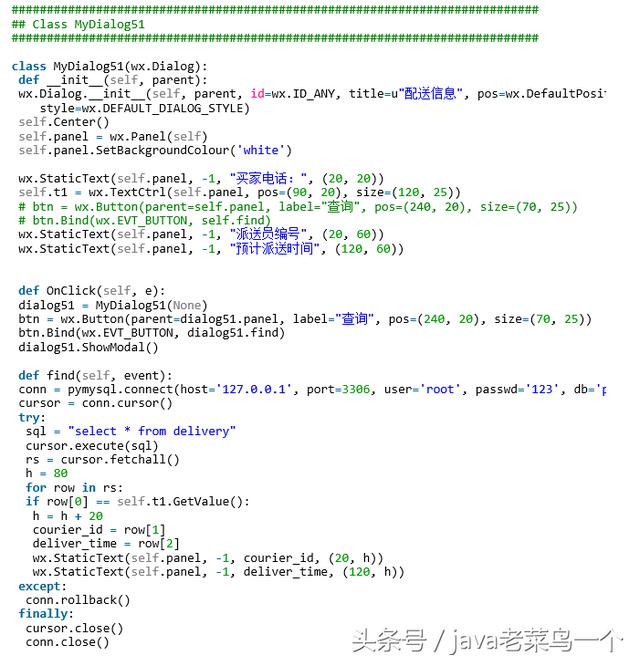 ###########################################################################
## Class MyDialog51
###########################################################################
class MyDialog51(wx.Dialog):
def __init__(self, parent):
wx.Dialog.__init__(self, parent, id=wx.ID_ANY, title=u"配送信息", pos=wx.DefaultPosit
style=wx.DEFAULT_DIALOG_STYLE)
self.Center()
self.panel = wx.Panel(self)
self.panel.SetBackgroundColour('white')
wx.StaticText(self.panel, -1, "买家电话：", (20, 20))
self.t1 = wx.TextCtrl(self.panel, pos=(90, 20), size=(120, 25))
# btn = wx.Button(parent=self.panel, label="查询", pos=(240, 20), size=(70, 25))
# btn.Bind(wx.EVT_BUTTON, self.find)
wx.StaticText(self.panel, -1, "派送员编号", (20, 60))
wx.StaticText(self.panel, -1, "预计派送时间", (120, 60))
def OnClick(self, e):
dialog51 = MyDialog51(None)
btn = wx.Button(parent=dialog51.panel, label="查询", pos=(240, 20), size=(70, 25))
btn.Bind(wx.EVT_BUTTON, dialog51.find)
dialog51.ShowModal()
def find(self, event):
conn = pymysql.connect(host='127.0.0.1', port=3306, user='root', passwd='123', db='p
cursor = conn.cursor()
try:
sql = "select * from delivery"
cursor.execute(sql)
rs = cursor.fetchall()
h = 80
for row in rs:
if row[0] == self.t1.GetValue():
h = h + 20
courier_id = row[1]
deliver_time = row[2]
wx.StaticText(self.panel, -1, courier_id, (20, h))
wx.StaticText(self.panel, -1, deliver_time, (120, h))
except:
conn.rollback()
finally:
cursor.close()
conn.close()
头条号 / java老菜鸟一个